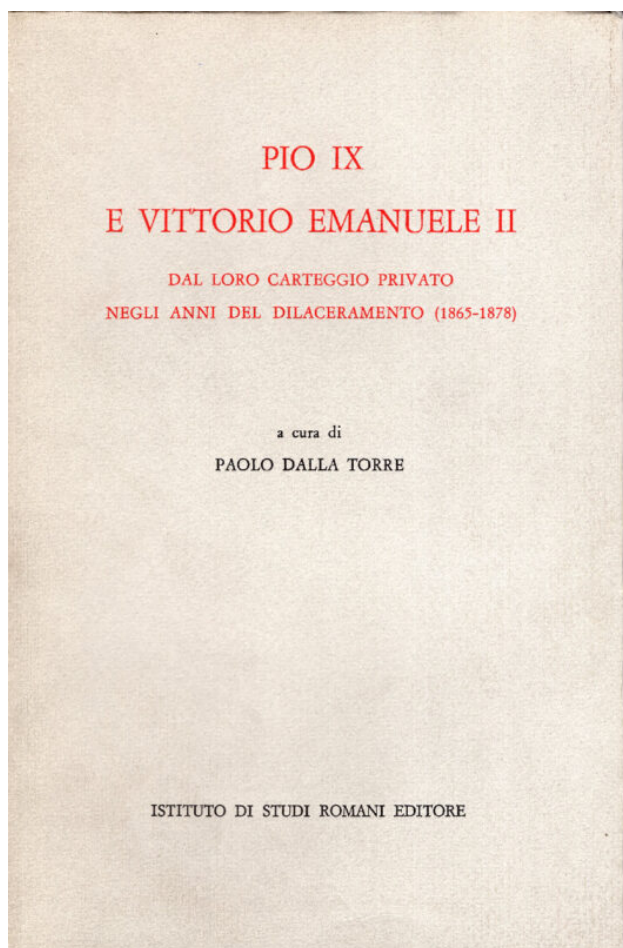 PIO IX
E VITTORIO EMANUELE II
DAL LORO CARTEGGIO PRIVATO
NEGLI ANNI DEL DILACERAMENTO (1865-1878)
a cura di
PAOLO DALLA TORRE
ISTITUTO DI STUDI ROMANI EDITORE